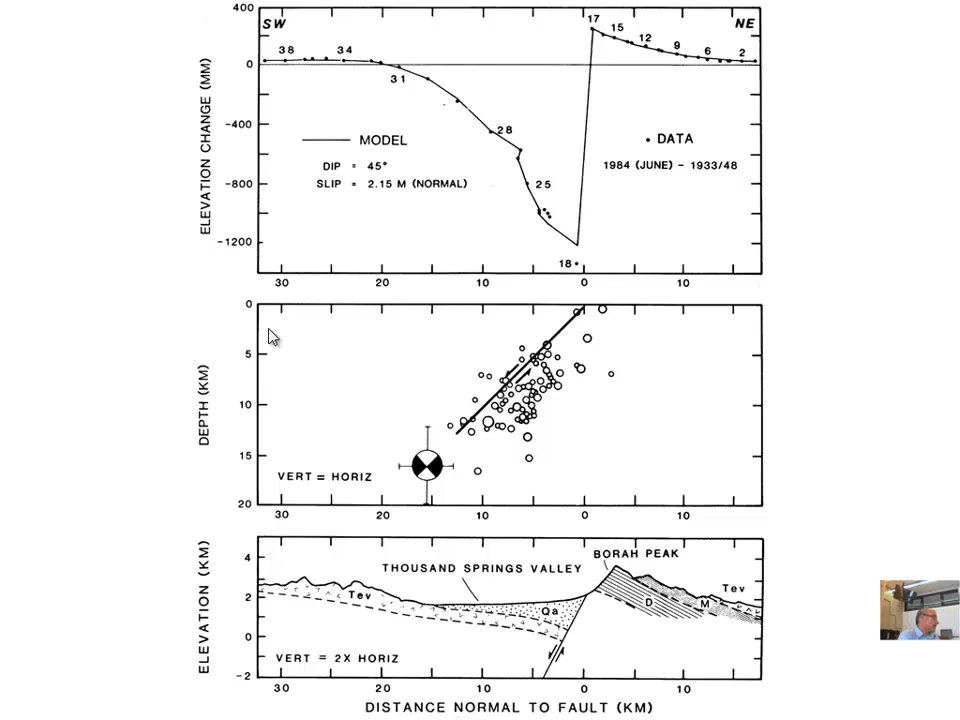 400
SW
NE
17
15
12
9
6
2
38
34
31
0
28
-400
MODEL
DATA
DIP = 45°
1984 (JUNE) - 1933/48
SLIP = 2.15 M (NORMAL)
25
-800
-1200
18
ELEVATION CHANGE (MM)
30 20 10 0 10
0
5
10
15
20
DEPTH (KM)
VERT = HORIZ
30 20 10 0 10
ELEVATION (KM)
4
2
0
-2
BORAH PEAK
THOUSAND SPRINGS VALLEY
Tev
Qa
D
M
Tev
VERT = 2X HORIZ
30 20 10 0 10
DISTANCE NORMAL TO FAULT (KM)